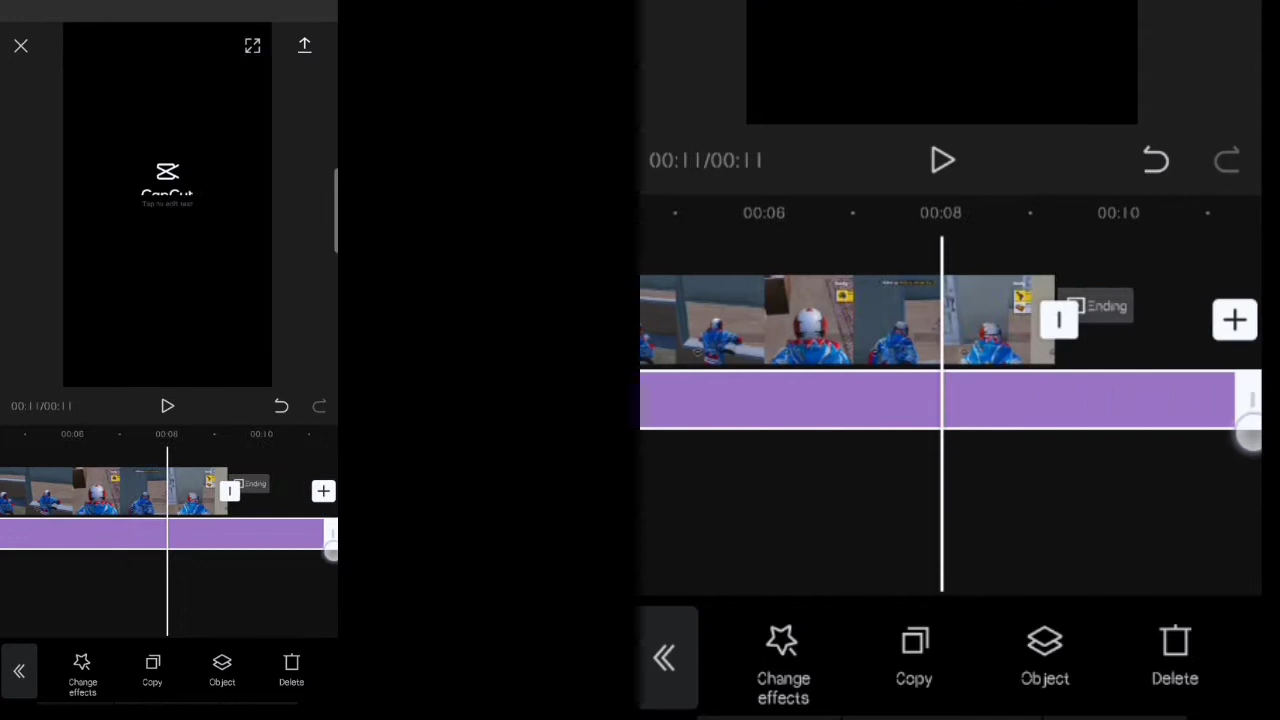 CapCut
Tap to edit text
00:11/00:11
00:06
00:08
00:10
Ending
Change
effects
Copy
Object
Delete
00:11/00:11
00:06
00:08
00:10
Ending
Change
effects
Copy
Object
Delete